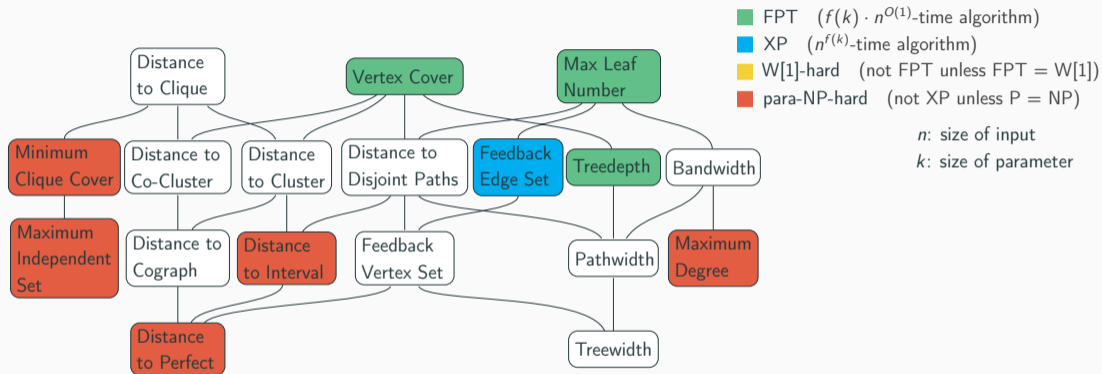 FPT (f(k) · n^{O(1)}-time algorithm)
XP (n^{f(k)}-time algorithm)
W[1]-hard (not FPT unless FPT = W[1])
para-NP-hard (not XP unless P = NP)
n: size of input
k: size of parameter
Distance
to Clique
Vertex Cover
Max Leaf
Number
Minimum
Clique Cover
Distance to
Co-Cluster
Distance
to Cluster
Distance to
Disjoint Paths
Feedback
Edge Set
Treedepth
Bandwidth
Maximum
Independent
Set
Distance to
Cograph
Distance
to Interval
Feedback
Vertex Set
Pathwidth
Maximum
Degree
Distance
to Perfect
Treewidth